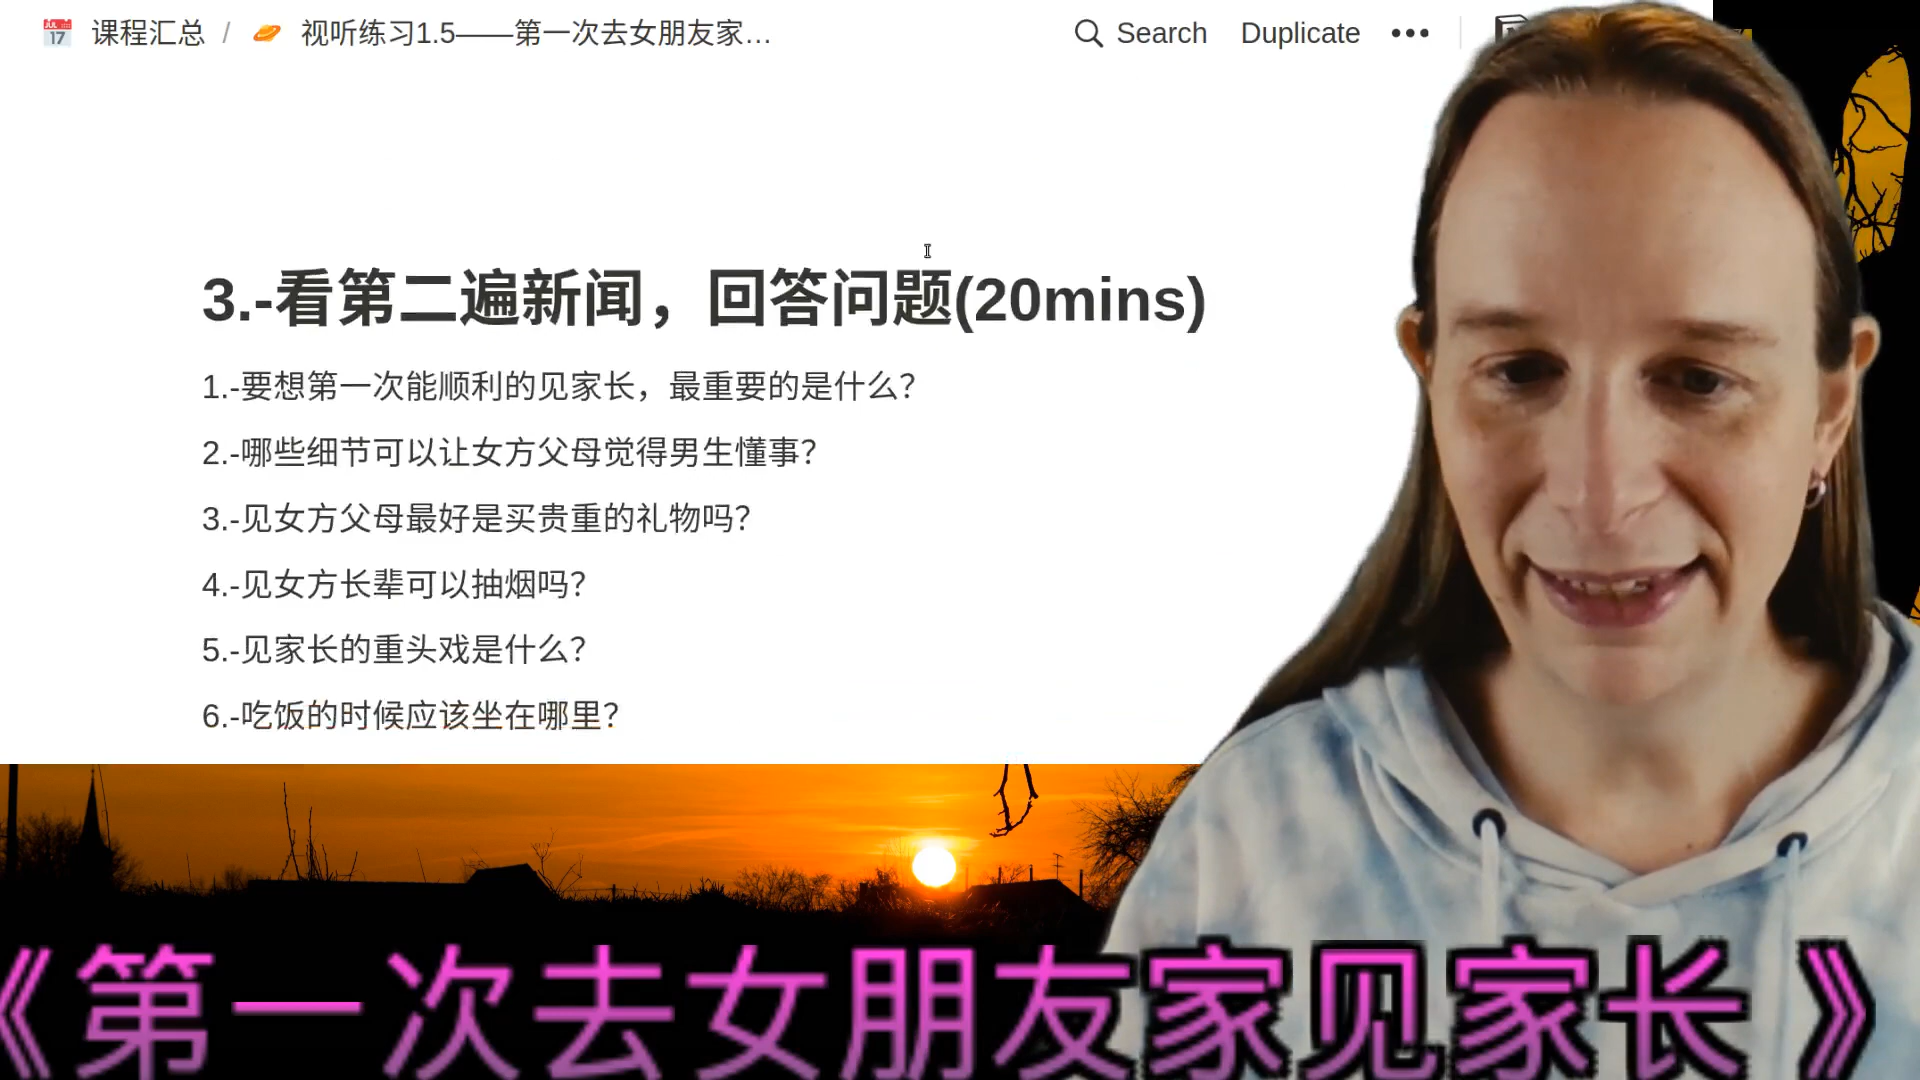 JUL 17 课程汇总 / 视听练习1.5——第一次去女朋友家… Search Duplicate •••
3.-看第二遍新闻，回答问题(20mins)
1.-要想第一次能顺利的见家长，最重要的是什么？
2.-哪些细节可以让女方父母觉得男生懂事？
3.-见女方父母最好是买贵重的礼物吗？
4.-见女方长辈可以抽烟吗？
5.-见家长的重头戏是什么？
6.-吃饭的时候应该坐在哪里？
《第一次去女朋友家见家长》